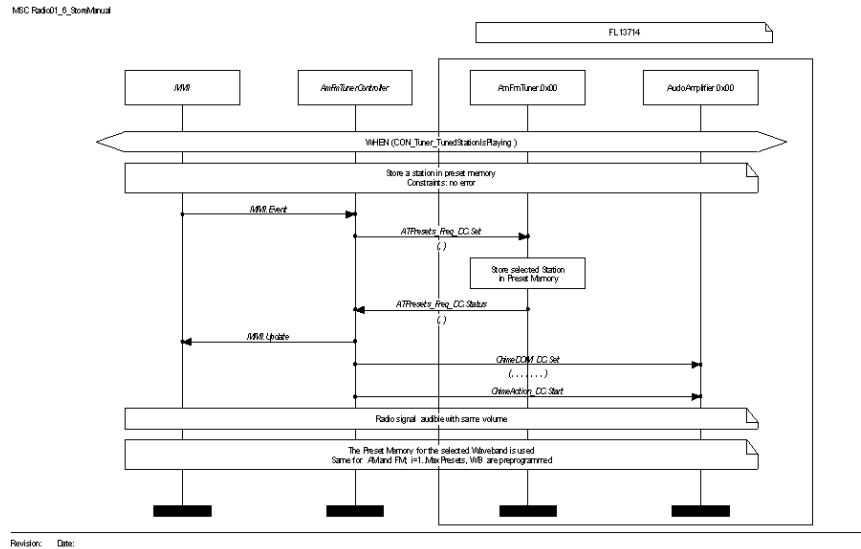 MSC Radio01_6_StoreManual
FL13714
MMI
AmFmTunerController
AmFmTuner.0x00
AudioAmplifier.0x00
WHEN (CON_Tuner_TunedStationIsPlaying )
Store a station in preset memory
Constraints: no error
MMI.Event
ATPresets_Freq_DC.Set
(, )
Store selected Station
in Preset Memory
ATPresets_Freq_DC.Status
(, )
MMI.Update
ChimeCOM_DC.Set
(, , , , , , , )
ChimeAction_DC.Start
Radio signal audible with same volume
The Preset Memory for the selected Waveband is used
Same for AM and FM, i=1..MaxPresets, WB are preprogrammed
Revision: Date: